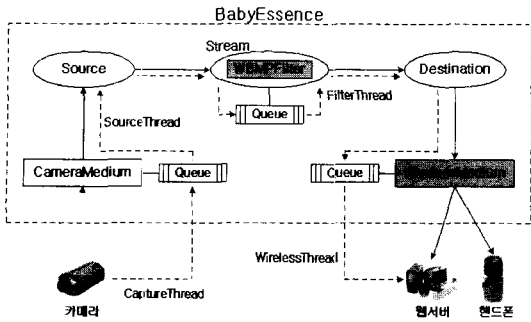 BabyEssence
Stream
Source
WBMPFilter
Destination
Queue
FilterThread
SourceThread
CameraMedium
Queue
Queue
WirelessThread
CaptureThread
카메라
웹서버
핸드폰